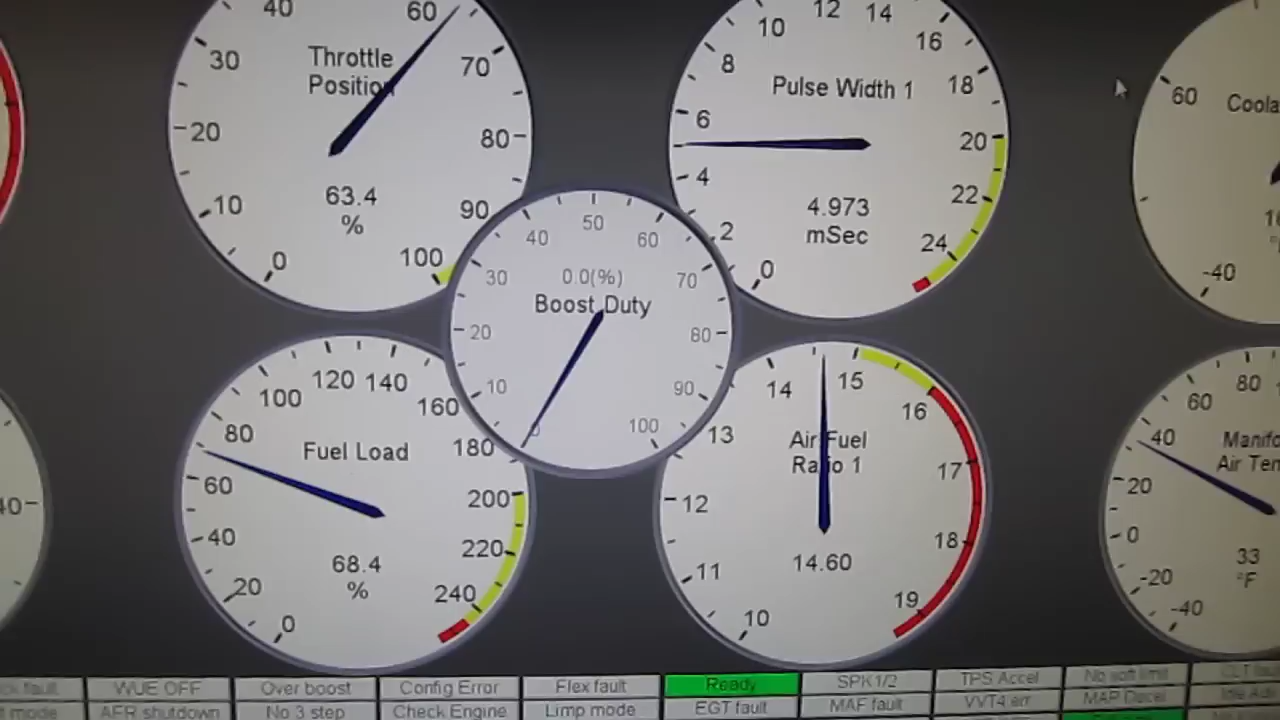 40
60
30
Throttle
Position
70
20
80
63.4
%
10
90
0
100
10
12
14
16
8
Pulse Width 1
18
6
20
4
4.973
mSec
22
2
24
0
60
-40
50
40
60
30
0.0(%)
70
Boost Duty
20
80
10
90
0
100
120
140
100
160
80
Fuel Load
180
60
200
40
68.4
%
220
20
240
0
14
15
16
13
Air Fuel
Ratio 1
17
12
14.60
18
11
19
10
80
60
40
20
0
33
°F
-20
-40
WUE OFF
Over boost
Config Error
Flex fault
Ready
SPK1/2
TPS Accel
No soft limit
AFR shutdown
No 3 step
Check Engine
Limp mode
EGT fault
MAF fault
VVT4 err
MAP Decel